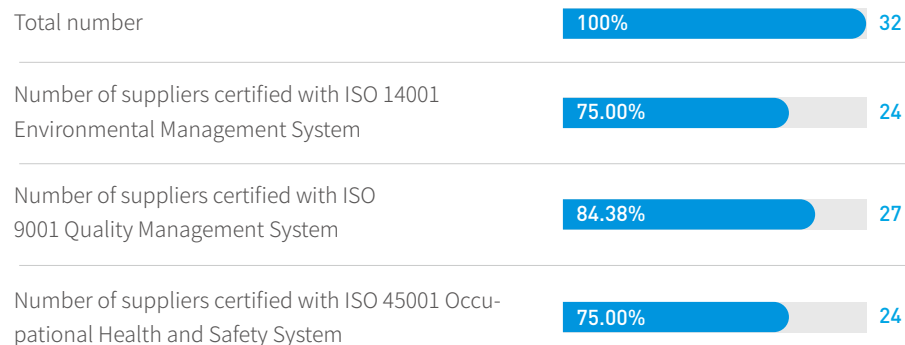 Total number 100% 32
Number of suppliers certified with ISO 14001
Environmental Management System 75.00% 24
Number of suppliers certified with ISO
9001 Quality Management System 84.38% 27
Number of suppliers certified with ISO 45001 Occu-
pational Health and Safety System 75.00% 24